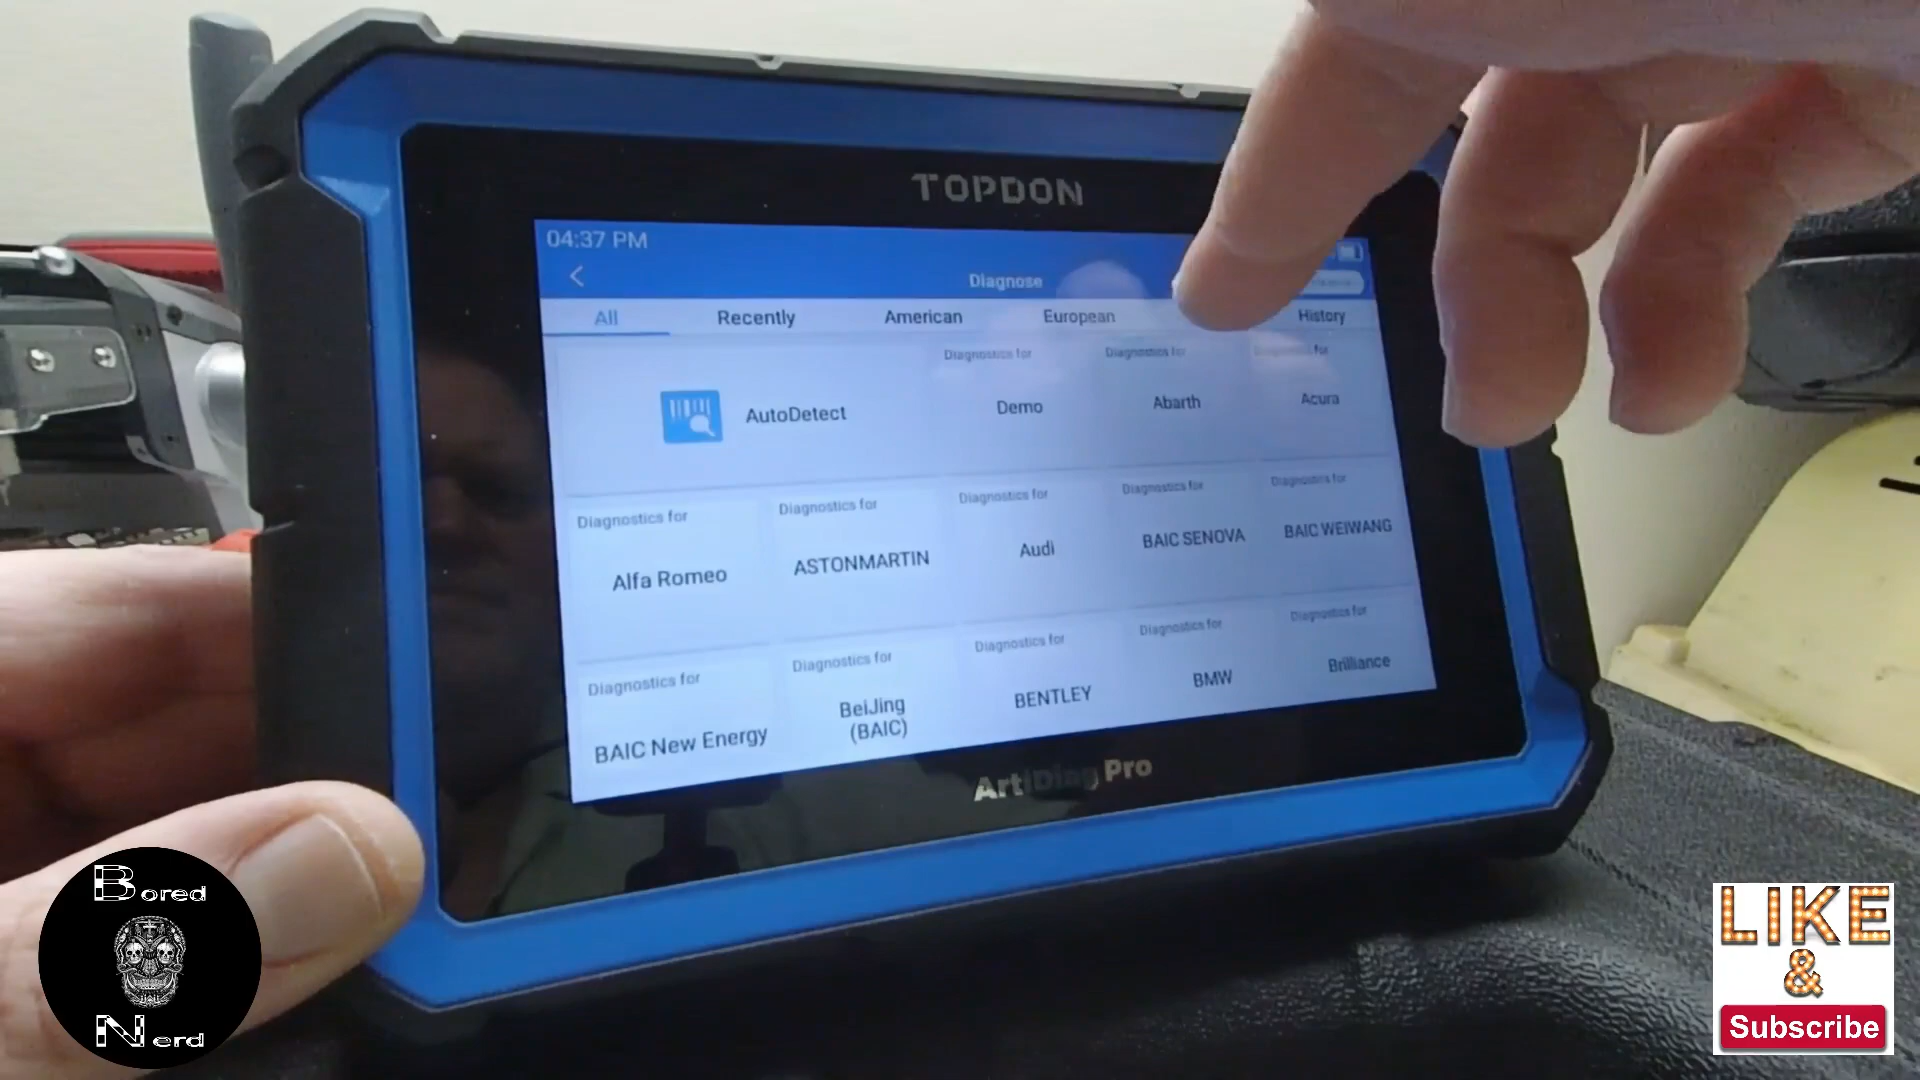 TOPDON
04:37 PM
Diagnose
All Recently American European History
AutoDetect
Diagnostics for
Demo
Diagnostics for
Abarth
Diagnostics for
Acura
Diagnostics for
Alfa Romeo
Diagnostics for
ASTONMARTIN
Diagnostics for
Audi
Diagnostics for
BAIC SENOVA
Diagnostics for
BAIC WEIWANG
Diagnostics for
BAIC New Energy
Diagnostics for
BeiJing
(BAIC)
Diagnostics for
BENTLEY
Diagnostics for
BMW
Diagnostics for
Brilliance
ArtiDiag Pro
Bored
Nerd
LIKE
&
Subscribe